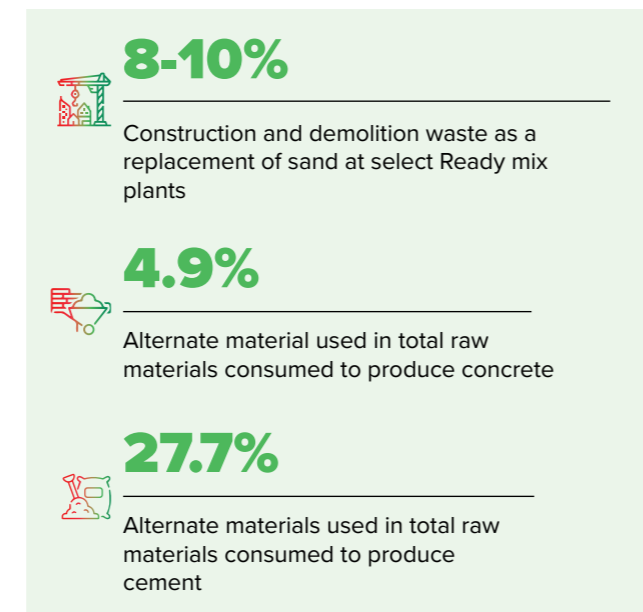 8-10%
Construction and demolition waste as a
replacement of sand at select Ready mix
plants
4.9%
Alternate material used in total raw
materials consumed to produce concrete
27.7%
Alternate materials used in total raw
materials consumed to produce
cement